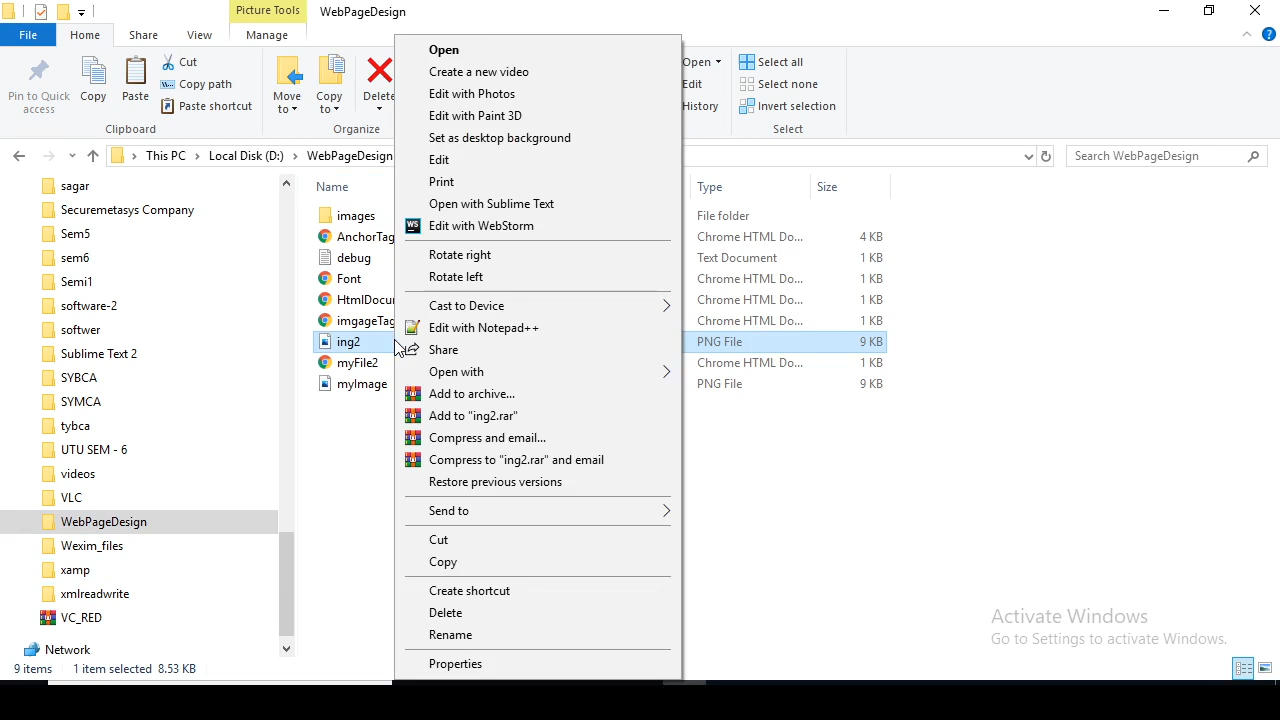 Picture Tools WebPageDesign
File Home Share View Manage
Pin to Quick access
Copy
Paste
Cut
Copy path
Paste shortcut
Clipboard
Move to
Copy to
Delete
Organize
Open
Edit
History
Select all
Select none
Invert selection
Select
This PC Local Disk (D:) WebPageDesign
Search WebPageDesign
sagar
Securemetasys Company
Sem5
sem6
Semi1
software-2
softwer
Sublime Text 2
SYBCA
SYMCA
tybca
UTU SEM - 6
videos
VLC
WebPageDesign
Wexim_files
xamp
xmlreadwrite
VC_RED
Network
Name Type Size
images File folder
AnchorTag Chrome HTML Do... 4 KB
debug Text Document 1 KB
Font Chrome HTML Do... 1 KB
HtmlDocu Chrome HTML Do... 1 KB
imgageTag Chrome HTML Do... 1 KB
ing2 PNG File 9 KB
myFile2 Chrome HTML Do... 1 KB
myImage PNG File 9 KB
Open
Create a new video
Edit with Photos
Edit with Paint 3D
Set as desktop background
Edit
Print
Open with Sublime Text
WS Edit with WebStorm
Rotate right
Rotate left
Cast to Device
Edit with Notepad++
Share
Open with
Add to archive...
Add to "ing2.rar"
Compress and email...
Compress to "ing2.rar" and email
Restore previous versions
Send to
Cut
Copy
Create shortcut
Delete
Rename
Properties
Activate Windows
Go to Settings to activate Windows.
9 items 1 item selected 8.53 KB